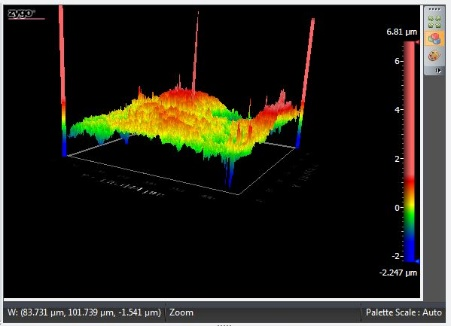 zygo
6.81 µm
6
4
2
0
-2
-2.247 µm
W: (83.731 µm, 101.739 µm, -1.541 µm) Zoom Palette Scale : Auto